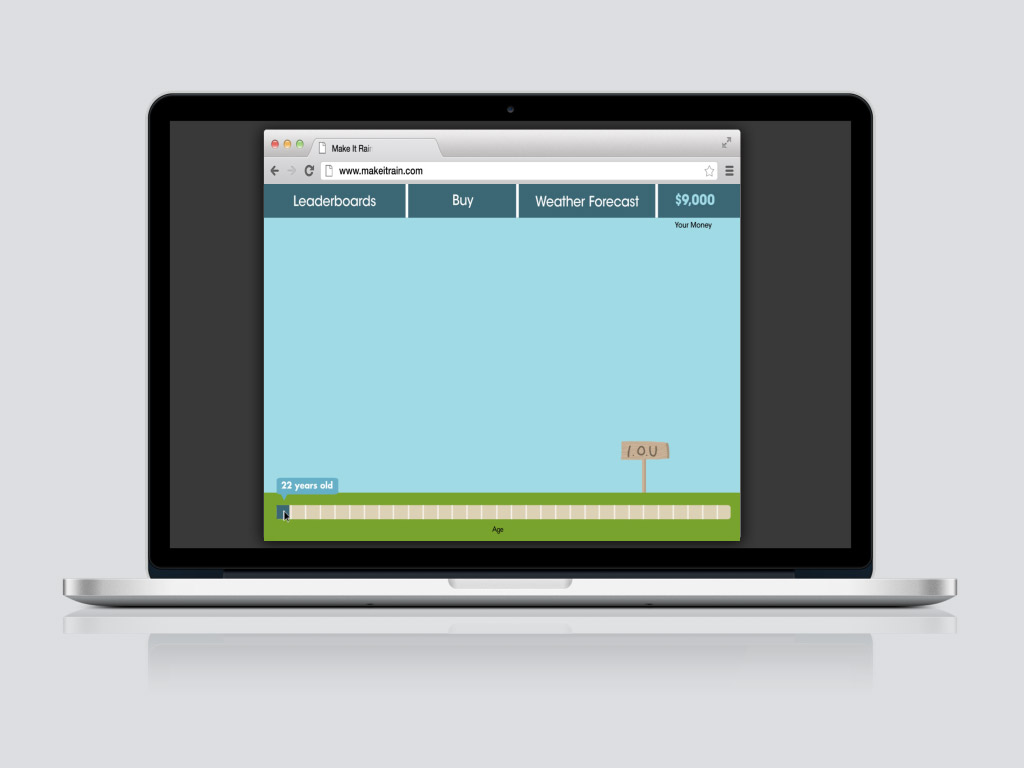 Make It Rai
www.makeitrain.com
Leaderboards
Buy
Weather Forecast
$9,000
Your Money
I.O.U
22 years old
Age